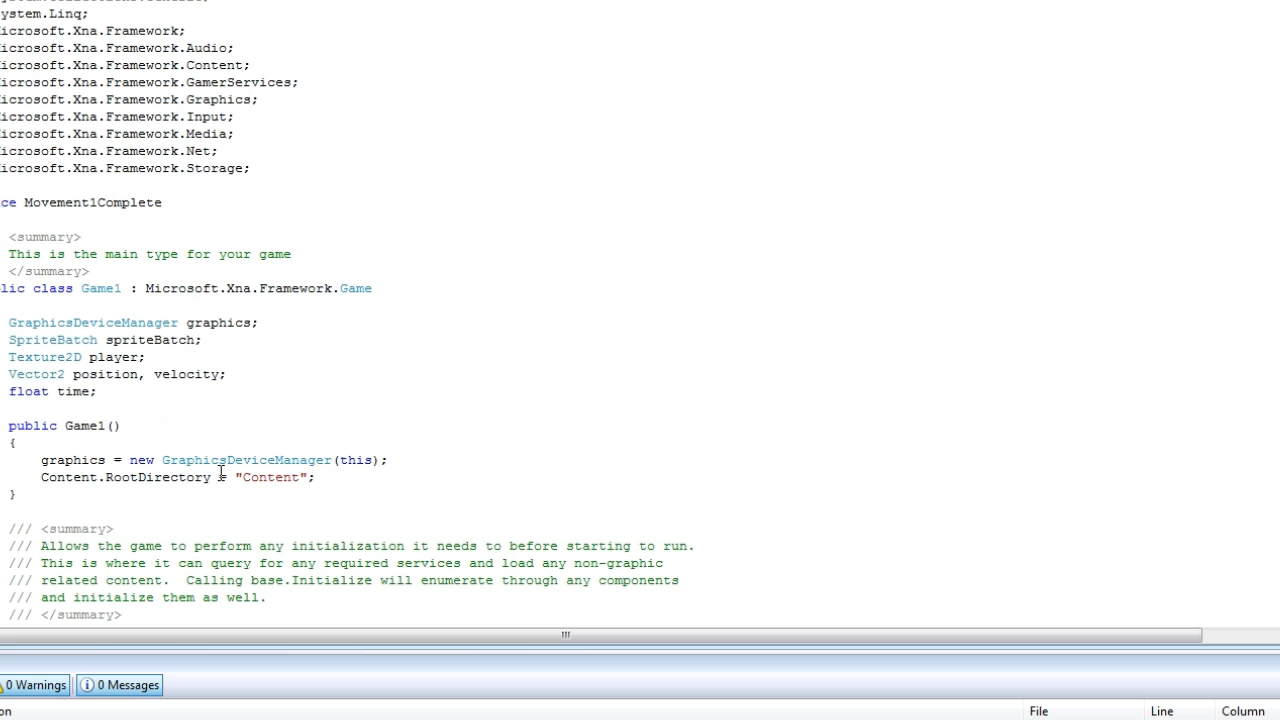 ystem.Linq;
icrosoft.Xna.Framework;
icrosoft.Xna.Framework.Audio;
icrosoft.Xna.Framework.Content;
icrosoft.Xna.Framework.GamerServices;
icrosoft.Xna.Framework.Graphics;
icrosoft.Xna.Framework.Input;
icrosoft.Xna.Framework.Media;
icrosoft.Xna.Framework.Net;
icrosoft.Xna.Framework.Storage;
ce Movement1Complete
<summary>
This is the main type for your game
</summary>
lic class Game1 : Microsoft.Xna.Framework.Game
GraphicsDeviceManager graphics;
SpriteBatch spriteBatch;
Texture2D player;
Vector2 position, velocity;
float time;
public Game1()
{
graphics = new GraphicsDeviceManager(this);
Content.RootDirectory = "Content";
}
/// <summary>
/// Allows the game to perform any initialization it needs to before starting to run.
/// This is where it can query for any required services and load any non-graphic
/// related content.  Calling base.Initialize will enumerate through any components
/// and initialize them as well.
/// </summary>
0 Warnings 0 Messages
on File Line Column